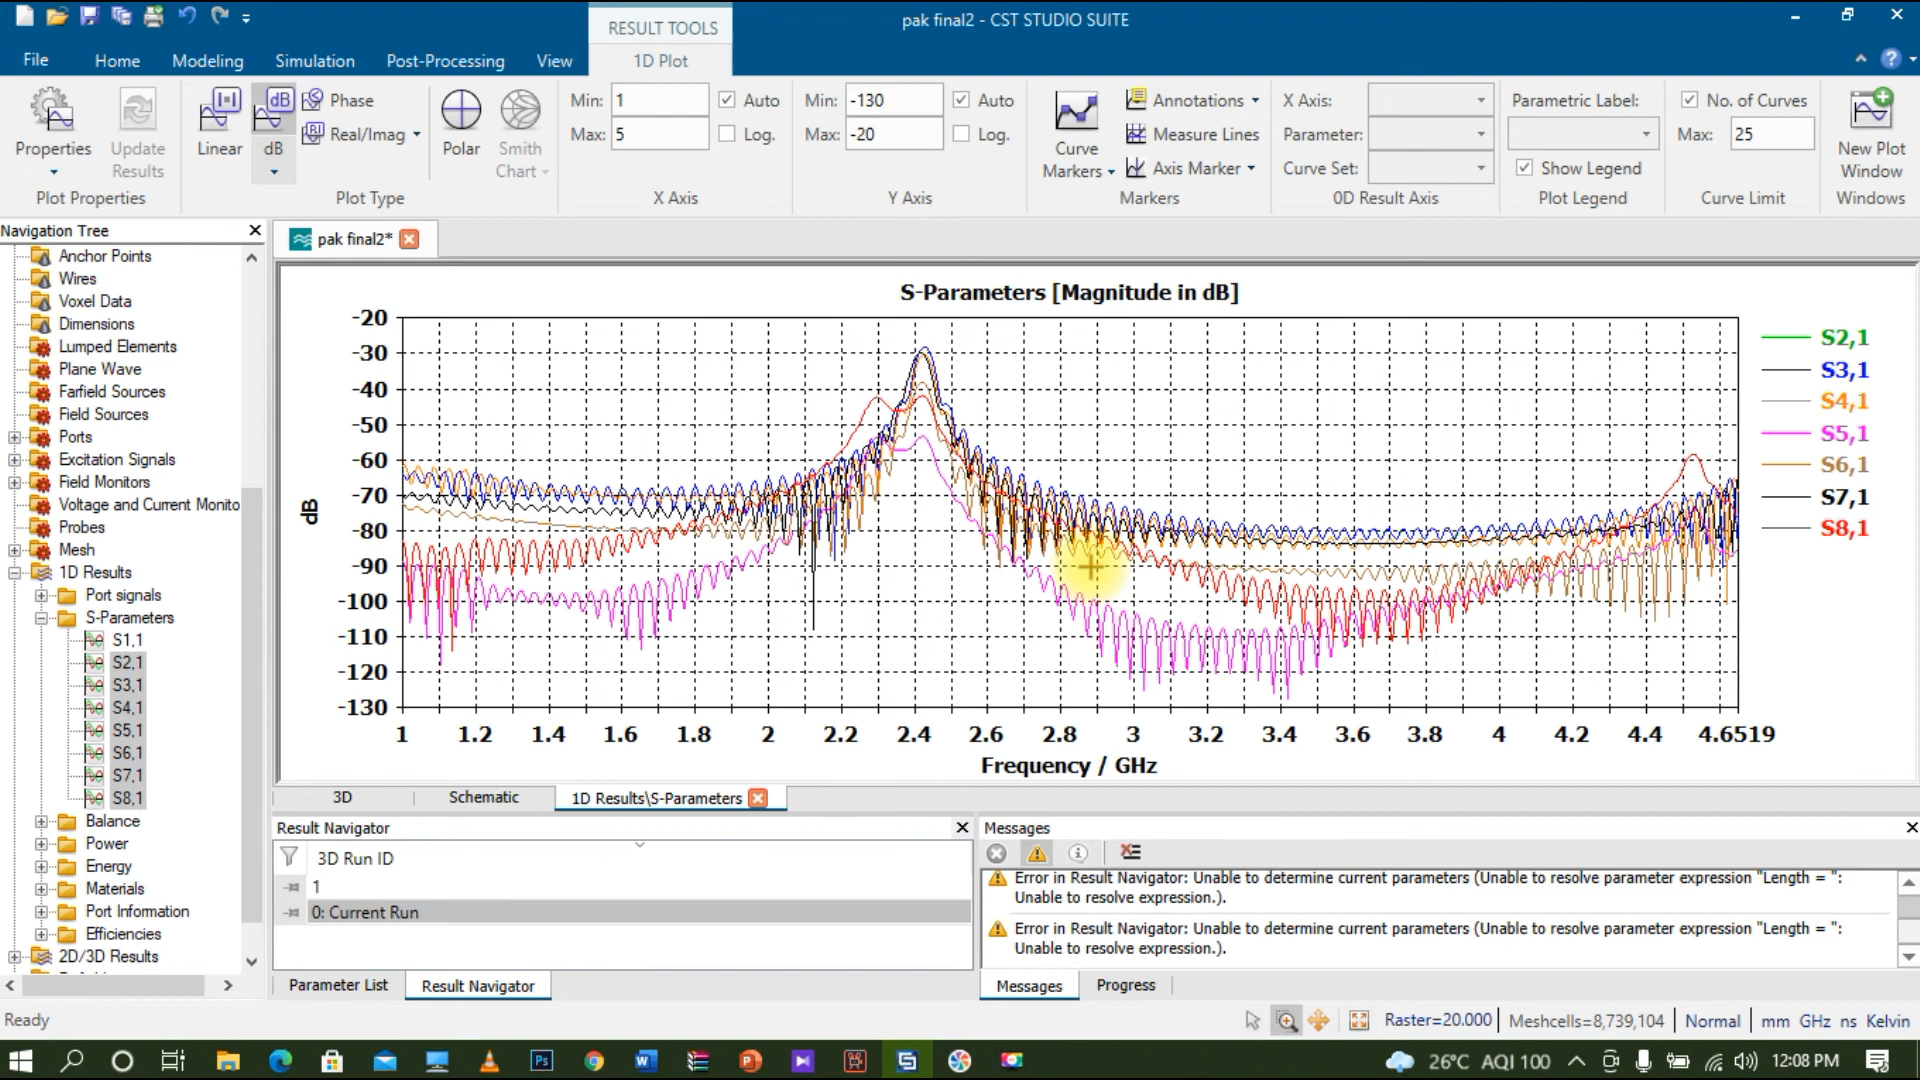 RESULT TOOLS
pak final2 - CST STUDIO SUITE
File Home Modeling Simulation Post-Processing View 1D Plot
Properties
Update Results
Plot Properties
Linear
dB
Phase
Real/Imag
Polar
Smith Chart
Plot Type
Min: 1 Auto
Max: 5 Log.
X Axis
Min: -130 Auto
Max: -20 Log.
Y Axis
Curve Markers
Annotations
Measure Lines
Axis Marker
Markers
X Axis:
Parameter:
Curve Set:
0D Result Axis
Parametric Label:
Show Legend
Plot Legend
No. of Curves
Max: 25
Curve Limit
New Plot Window
Windows
Navigation Tree
Anchor Points
Wires
Voxel Data
Dimensions
Lumped Elements
Plane Wave
Farfield Sources
Field Sources
Ports
Excitation Signals
Field Monitors
Voltage and Current Monito
Probes
Mesh
1D Results
Port signals
S-Parameters
S1,1
S2,1
S3,1
S4,1
S5,1
S6,1
S7,1
S8,1
Balance
Power
Energy
Materials
Port Information
Efficiencies
2D/3D Results
pak final2*
S-Parameters [Magnitude in dB]
-20
-30
-40
-50
-60
-70
-80
-90
-100
-110
-120
-130
dB
1 1.2 1.4 1.6 1.8 2 2.2 2.4 2.6 2.8 3 3.2 3.4 3.6 3.8 4 4.2 4.4 4.6519
Frequency / GHz
S2,1
S3,1
S4,1
S5,1
S6,1
S7,1
S8,1
3D Schematic 1D Results\S-Parameters
Result Navigator
3D Run ID
1
0: Current Run
Parameter List Result Navigator
Messages
Error in Result Navigator: Unable to determine current parameters (Unable to resolve parameter expression "Length = ":
Unable to resolve expression.).
Error in Result Navigator: Unable to determine current parameters (Unable to resolve parameter expression "Length = ":
Unable to resolve expression.).
Messages Progress
Ready
Raster=20.000 Meshcells=8,739,104 Normal mm GHz ns Kelvin
26°C AQI 100 12:08 PM